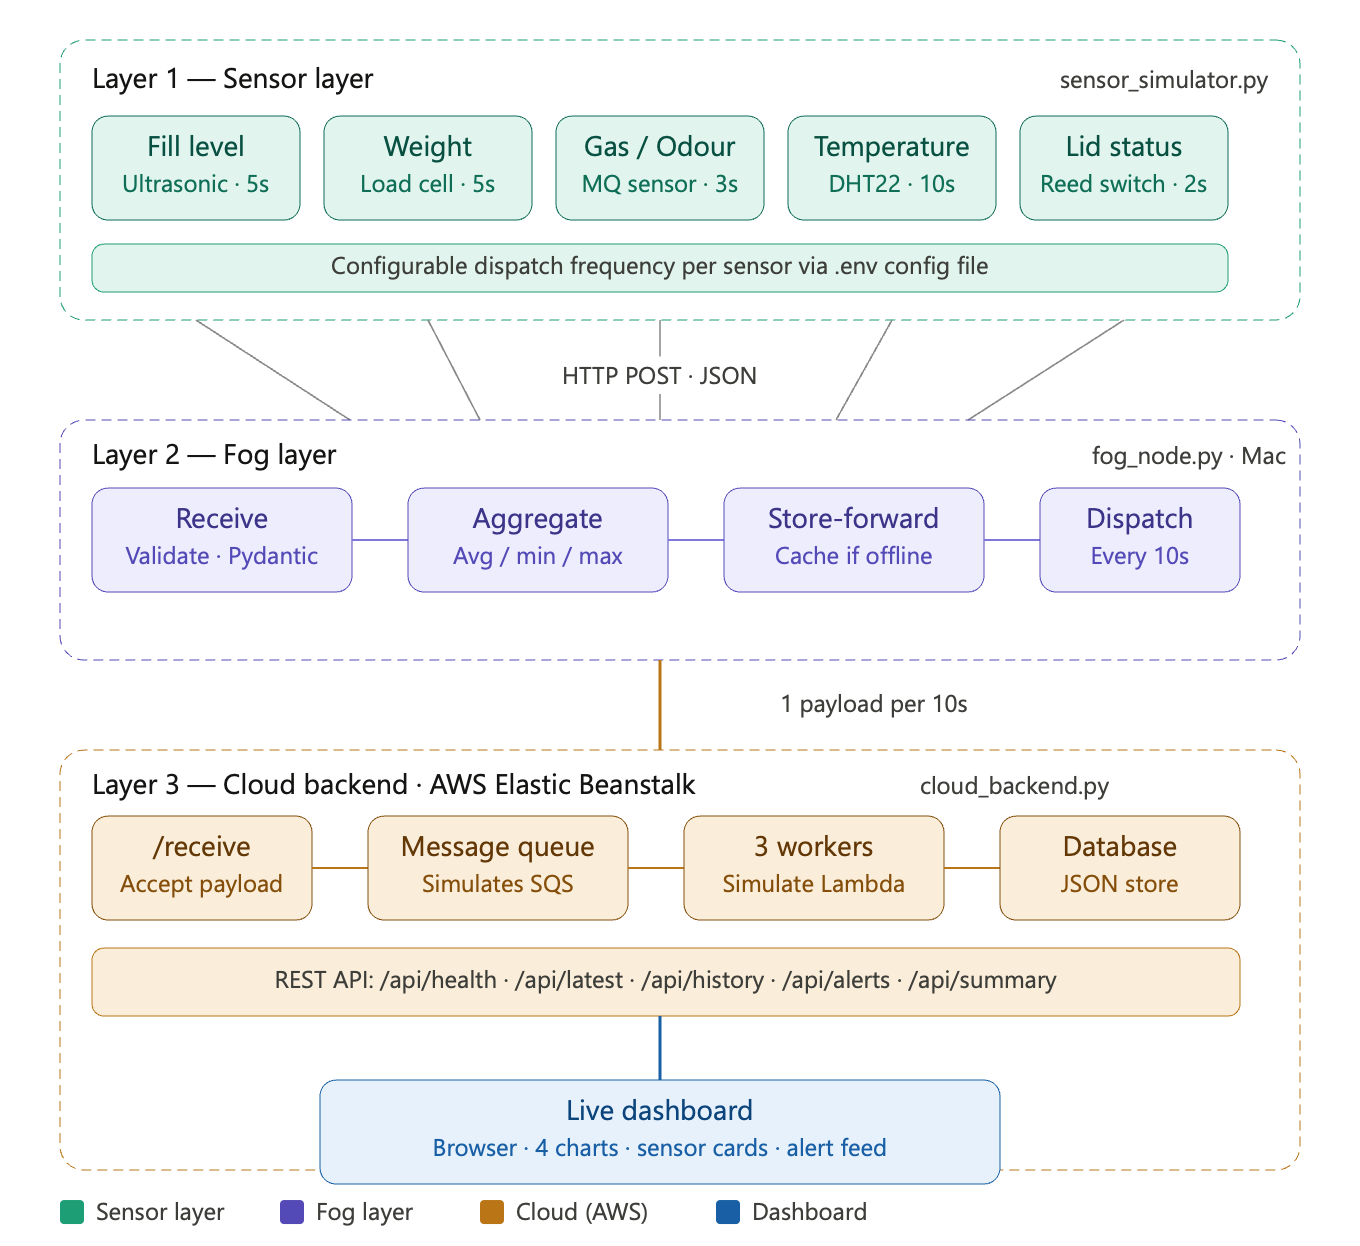 Layer 1 — Sensor layer
sensor_simulator.py
Fill level
Ultrasonic · 5s
Weight
Load cell · 5s
Gas / Odour
MQ sensor · 3s
Temperature
DHT22 · 10s
Lid status
Reed switch · 2s
Configurable dispatch frequency per sensor via .env config file
HTTP POST · JSON
Layer 2 — Fog layer
fog_node.py · Mac
Receive
Validate · Pydantic
Aggregate
Avg / min / max
Store-forward
Cache if offline
Dispatch
Every 10s
1 payload per 10s
Layer 3 — Cloud backend · AWS Elastic Beanstalk
cloud_backend.py
/receive
Accept payload
Message queue
Simulates SQS
3 workers
Simulate Lambda
Database
JSON store
REST API: /api/health · /api/latest · /api/history · /api/alerts · /api/summary
Live dashboard
Browser · 4 charts · sensor cards · alert feed
Sensor layer
Fog layer
Cloud (AWS)
Dashboard